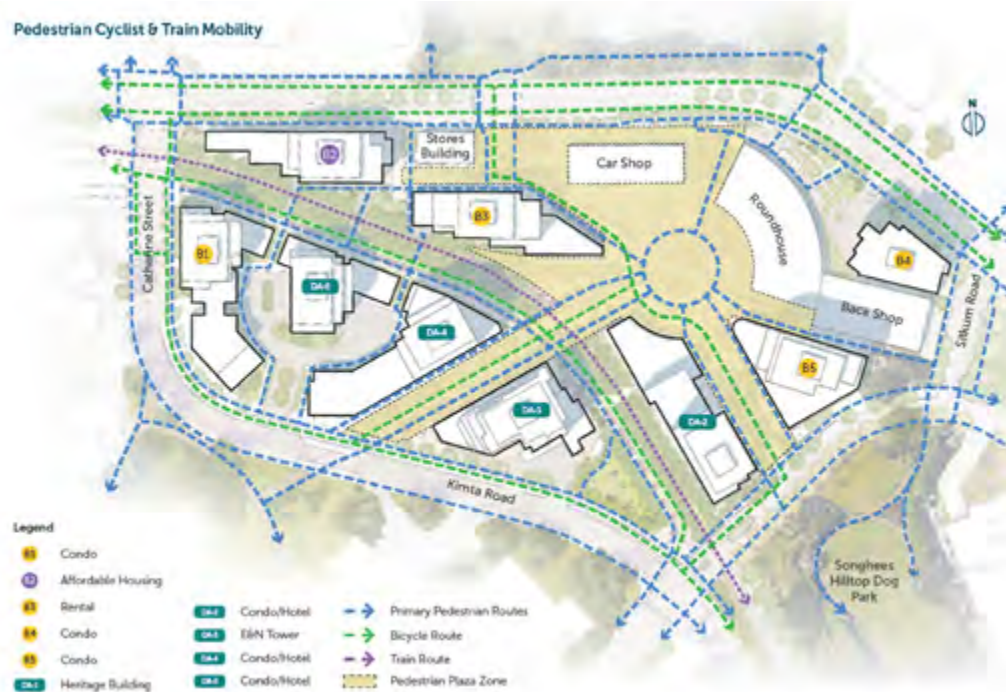 Pedestrian Cyclist & Train Mobility
N
Stores
Building
Car Shop
B2
B3
Roundhouse
B4
Catherine Street
B1
Back Shop
Sitkum Road
DA-4
B5
DA-2
Kimta Road
Songhees
Hilltop Dog
Park
Legend
B1 Condo
B2 Affordable Housing
B3 Rental
B4 Condo
B5 Condo
Heritage Building
Condo/Hotel
E&N Tower
DA-4 Condo/Hotel
Condo/Hotel
Primary Pedestrian Routes
Bicycle Route
Train Route
Pedestrian Plaza Zone